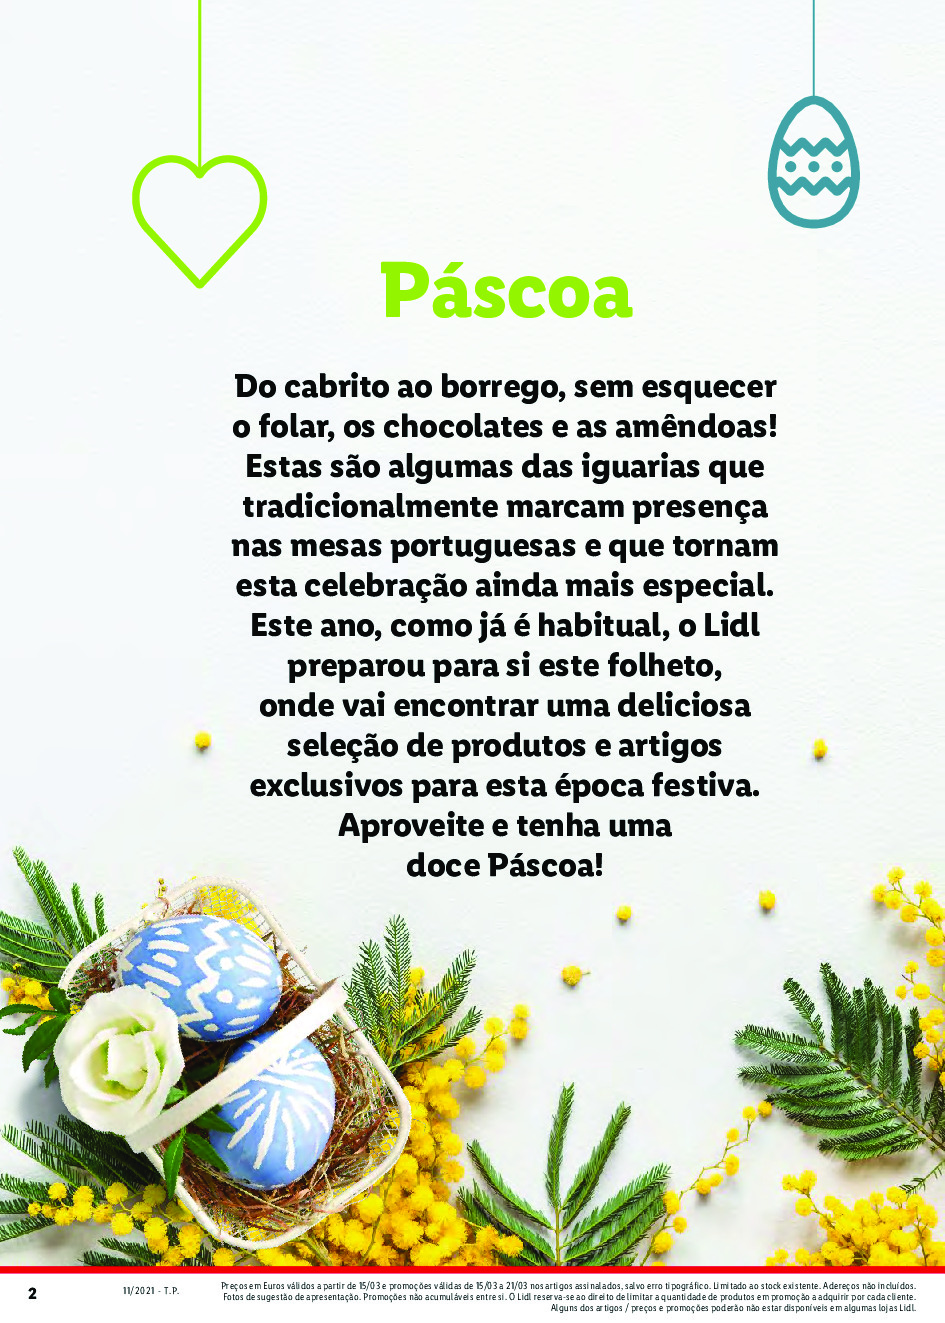 Páscoa
Do cabrito ao borrego, sem esquecer
o folar, os chocolates e as amêndoas!
Estas são algumas das iguarias que
tradicionalmente marcam presença
nas mesas portuguesas e que tornam
esta celebração ainda mais especial.
Este ano, como já é habitual, o Lidl
preparou para si este folheto,
onde vai encontrar uma deliciosa
seleção de produtos e artigos
exclusivos para esta época festiva.
Aproveite e tenha uma
doce Páscoa!
2
11/2021 - T.P.
Preços em Euros válidos a partir de 15/03 e promoções válidas de 15/03 a 21/03 nos artigos assinalados, salvo erro tipográfico. Limitado ao stock existente. Adereços não incluídos.
Fotos de sugestão de apresentação. Promoções não acumuláveis entre si. O Lidl reserva-se ao direito de limitar a quantidade de produtos em promoção a adquirir por cada cliente.
Alguns dos artigos / preços e promoções poderão não estar disponíveis em algumas lojas Lidl.